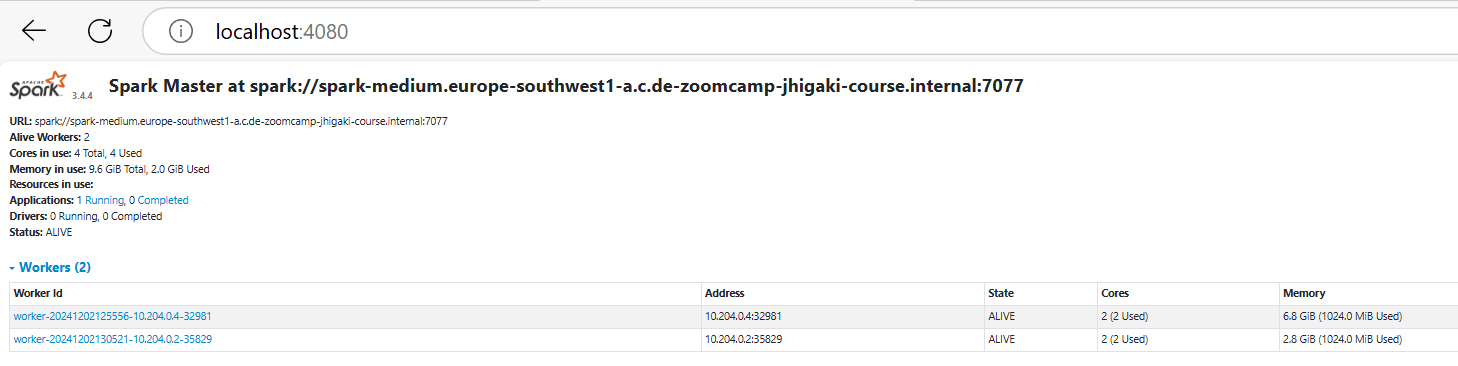 localhost:4080
APACHE Spark 3.4.4 Spark Master at spark://spark-medium.europe-southwest1-a.c.de-zoomcamp-jhigaki-course.internal:7077
URL: spark://spark-medium.europe-southwest1-a.c.de-zoomcamp-jhigaki-course.internal:7077
Alive Workers: 2
Cores in use: 4 Total, 4 Used
Memory in use: 9.6 GiB Total, 2.0 GiB Used
Resources in use:
Applications: 1 Running, 0 Completed
Drivers: 0 Running, 0 Completed
Status: ALIVE
Workers (2)
Worker Id Address State Cores Memory
worker-20241202125556-10.204.0.4-32981 10.204.0.4:32981 ALIVE 2 (2 Used) 6.8 GiB (1024.0 MiB Used)
worker-20241202130521-10.204.0.2-35829 10.204.0.2:35829 ALIVE 2 (2 Used) 2.8 GiB (1024.0 MiB Used)